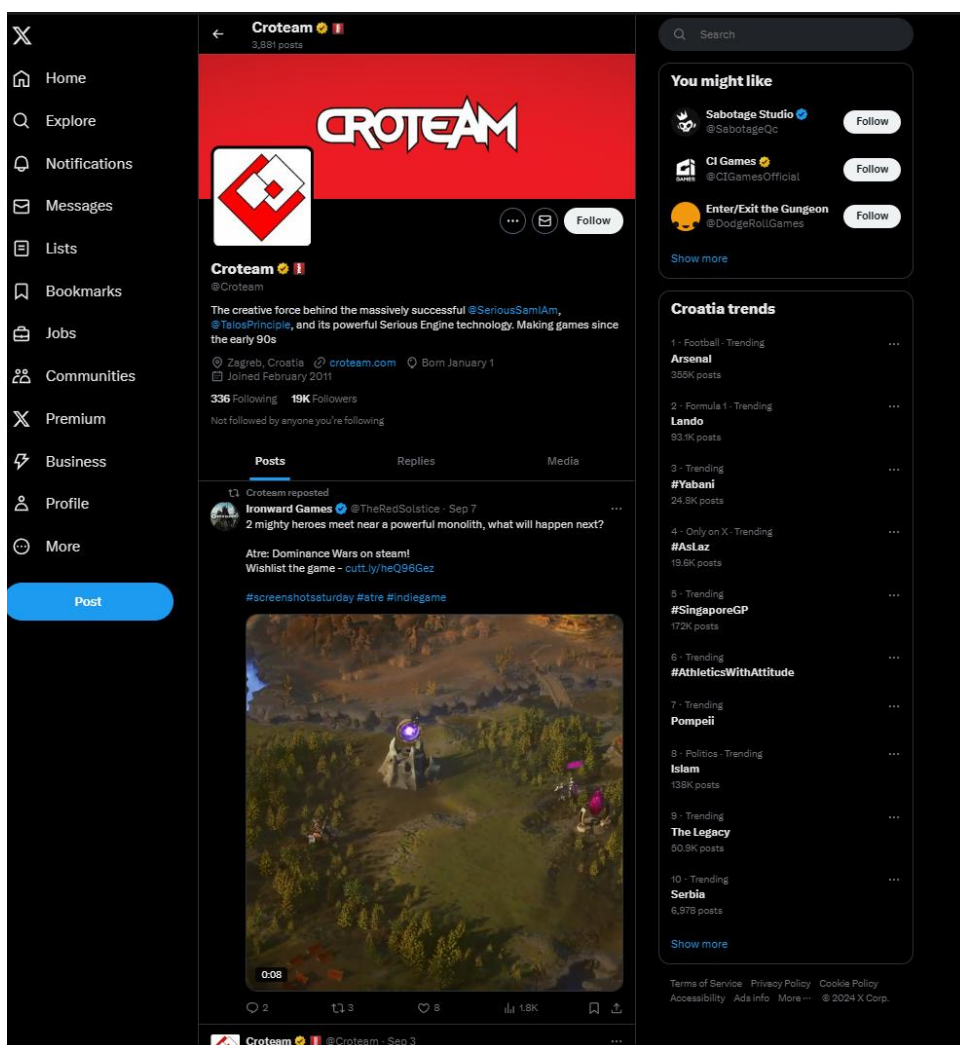 Home
Explore
Notifications
Messages
Lists
Bookmarks
Jobs
Communities
Premium
Business
Profile
More
Post
Croteam
3,881 posts
CROTEAM
Follow
Croteam
@Croteam
The creative force behind the massively successful @SeriousSamIAm,
@TalosPrinciple, and its powerful Serious Engine technology. Making games since
the early 90s
Zagreb, Croatia croteam.com Born January 1
Joined February 2011
336 Following 19K Followers
Not followed by anyone you're following
Posts Replies Media
Croteam reposted
Ironward Games @TheRedSolstice · Sep 7
2 mighty heroes meet near a powerful monolith, what will happen next?
Atre: Dominance Wars on steam!
Wishlist the game - cutt.ly/heQ96Gez
#screenshotsaturday #atre #indiegame
0:08
2 3 8 1.8K
Croteam @Croteam · Sep 3
Search
You might like
Sabotage Studio
@SabotageQc
Follow
CI Games
@CIGamesOfficial
Follow
Enter/Exit the Gungeon
@DodgeRollGames
Follow
Show more
Croatia trends
1 · Football · Trending
Arsenal
355K posts
2 · Formula 1 · Trending
Lando
93.1K posts
3 · Trending
#Yabani
24.9K posts
4 · Only on X · Trending
#AsLaz
19.6K posts
5 · Trending
#SingaporeGP
172K posts
6 · Trending
#AthleticsWithAttitude
7 · Trending
Pompeii
8 · Politics · Trending
Islam
138K posts
9 · Trending
The Legacy
50.9K posts
10 · Trending
Serbia
6,978 posts
Show more
Terms of Service Privacy Policy Cookie Policy
Accessibility Ads info More ··· © 2024 X Corp.